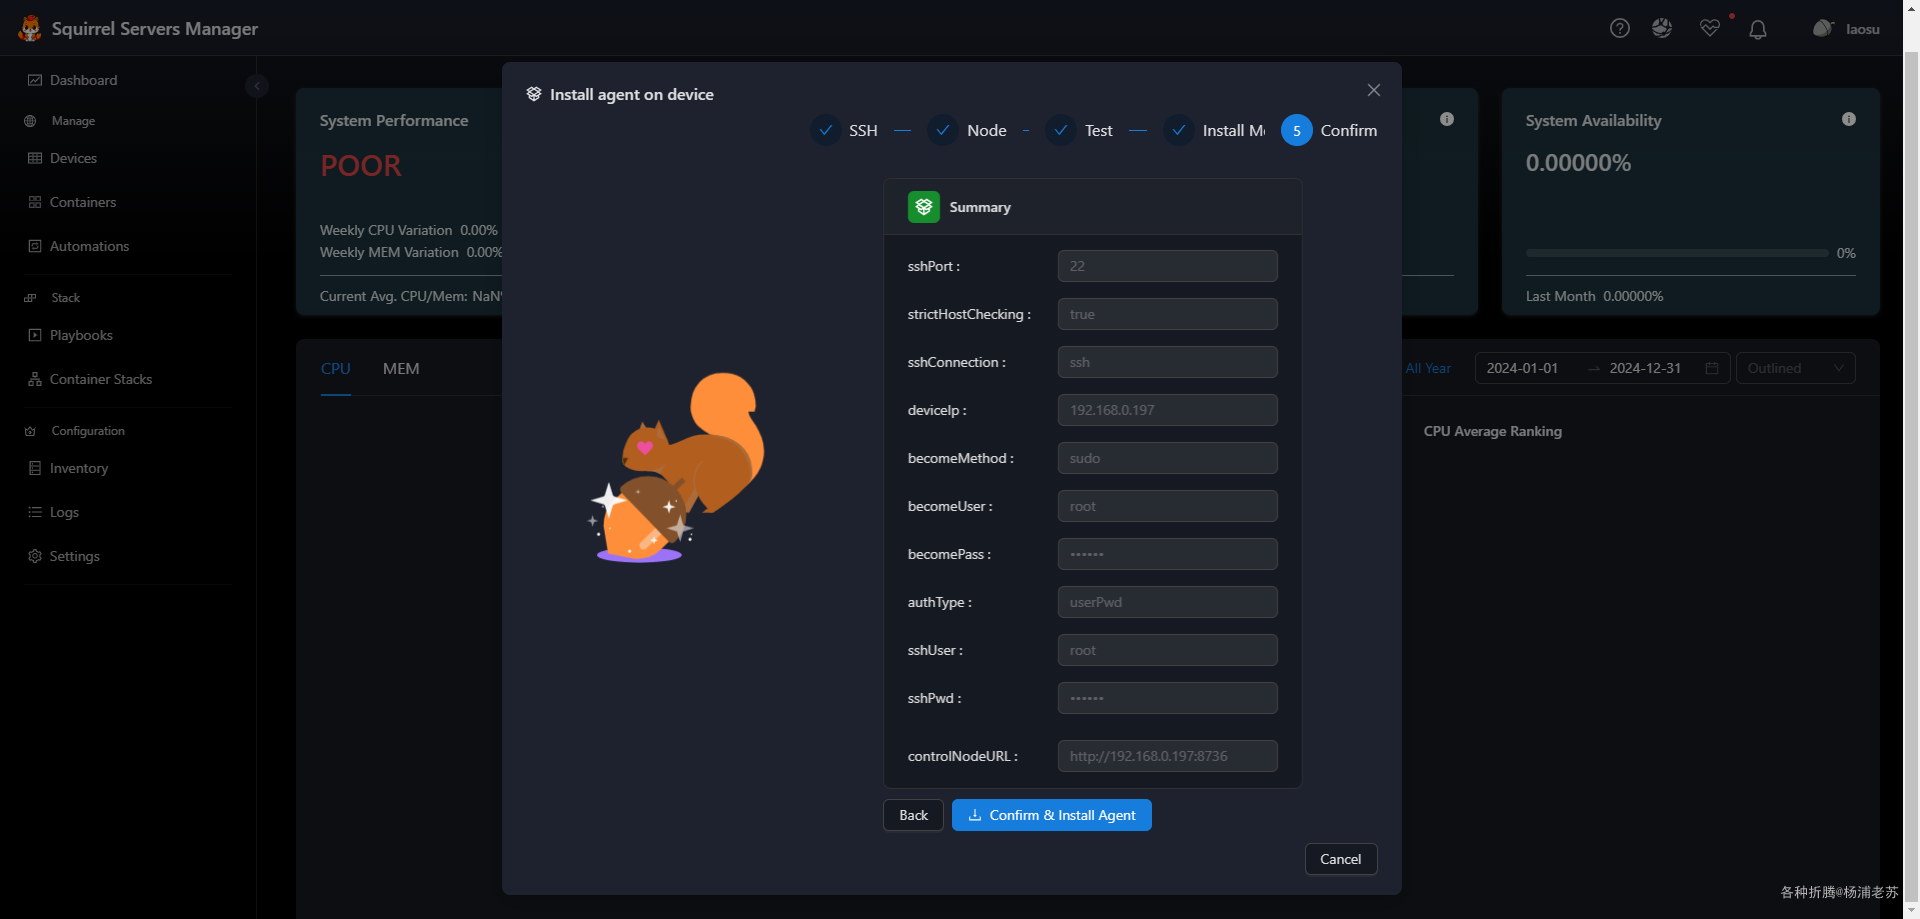 Squirrel Servers Manager
laosu
Dashboard
Manage
Devices
Containers
Automations
Stack
Playbooks
Container Stacks
Configuration
Inventory
Logs
Settings
System Performance
POOR
Weekly CPU Variation 0.00%
Weekly MEM Variation 0.00%
Current Avg. CPU/Mem: NaN
CPU MEM
Install agent on device
SSH
Node
Test
Install M
5 Confirm
Summary
sshPort : 22
strictHostChecking : true
sshConnection : ssh
deviceIp : 192.168.0.197
becomeMethod : sudo
becomeUser : root
becomePass : ••••••
authType : userPwd
sshUser : root
sshPwd : ••••••
controlNodeURL : http://192.168.0.197:8736
Back
Confirm & Install Agent
Cancel
System Availability
0.00000%
0%
Last Month 0.00000%
All Year
2024-01-01 → 2024-12-31
Outlined
CPU Average Ranking
各种折腾@杨浦老苏